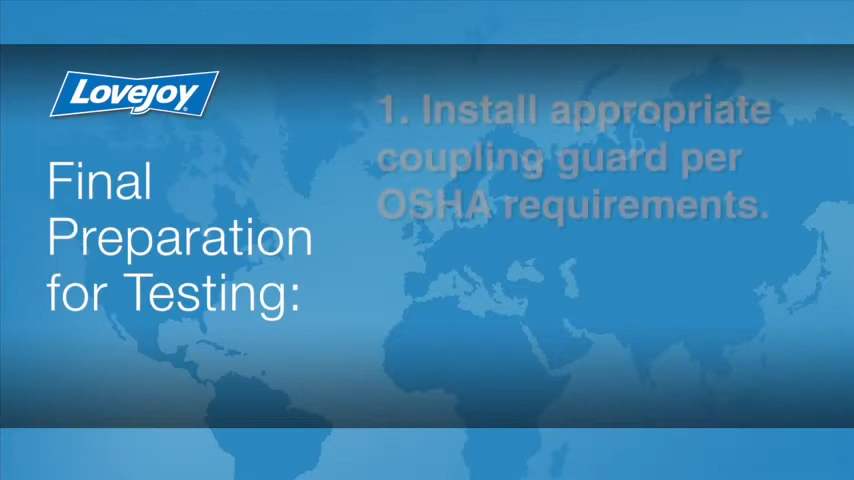 Lovejoy®
Final
Preparation
for Testing:
1. Install appropriate
coupling guard per
OSHA requirements.